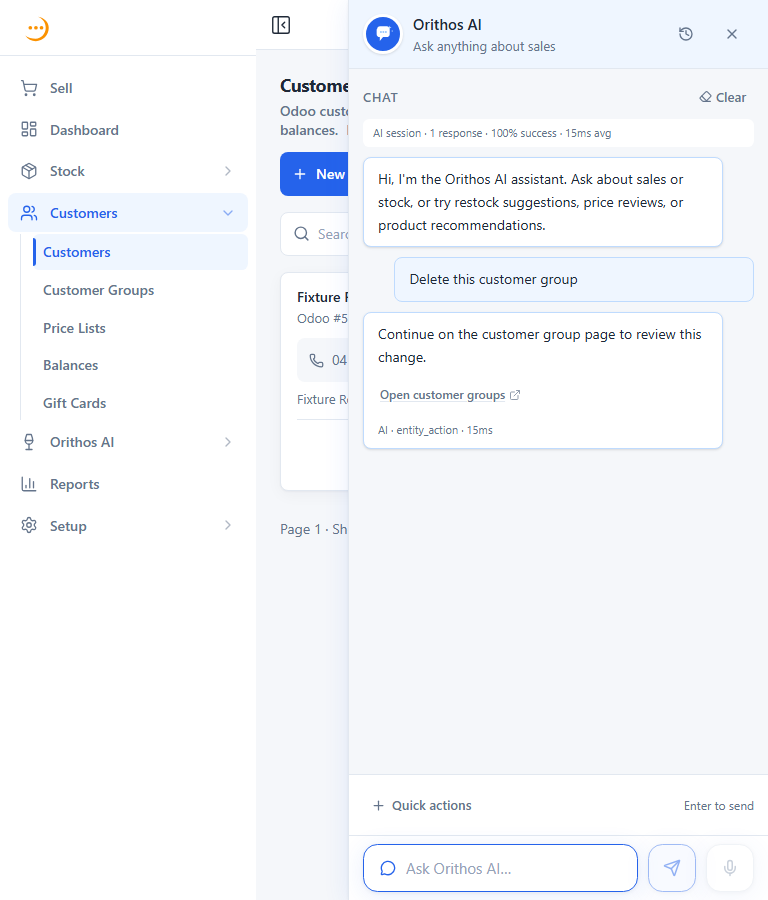 Sell
Dashboard
Stock
Customers
Customers
Customer Groups
Price Lists
Balances
Gift Cards
Orithos AI
Reports
Setup
Odoo
balances.
New
Odoo #5
04
Fixture
Page 1 · Sh
Orithos AI
Ask anything about sales
CHAT
Clear
AI session · 1 response · 100% success · 15ms avg
Hi, I'm the Orithos AI assistant. Ask about sales or
stock, or try restock suggestions, price reviews, or
product recommendations.
Delete this customer group
Continue on the customer group page to review this
change.
Open customer groups
AI · entity_action · 15ms
Quick actions
Enter to send
Ask Orithos AI...